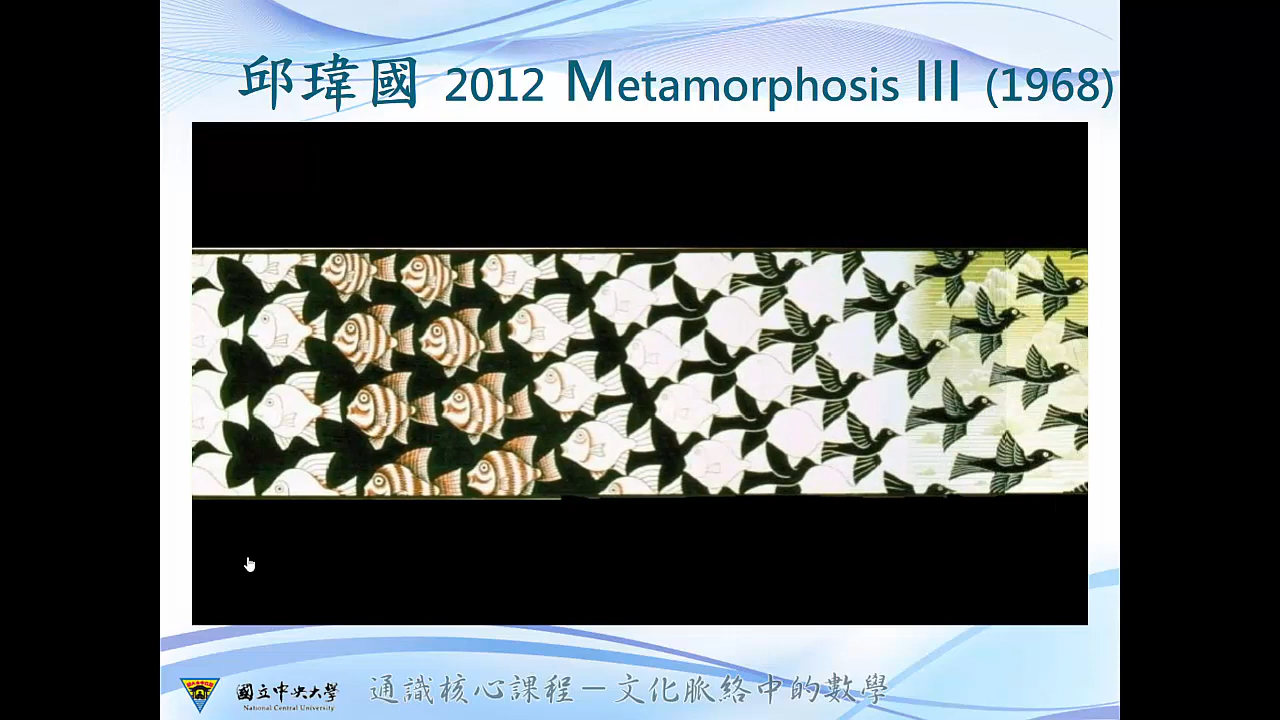 邱瑋國 2012 Metamorphosis III (1968)
國立中央大學
National Central University
通識核心課程－文化脈絡中的數學